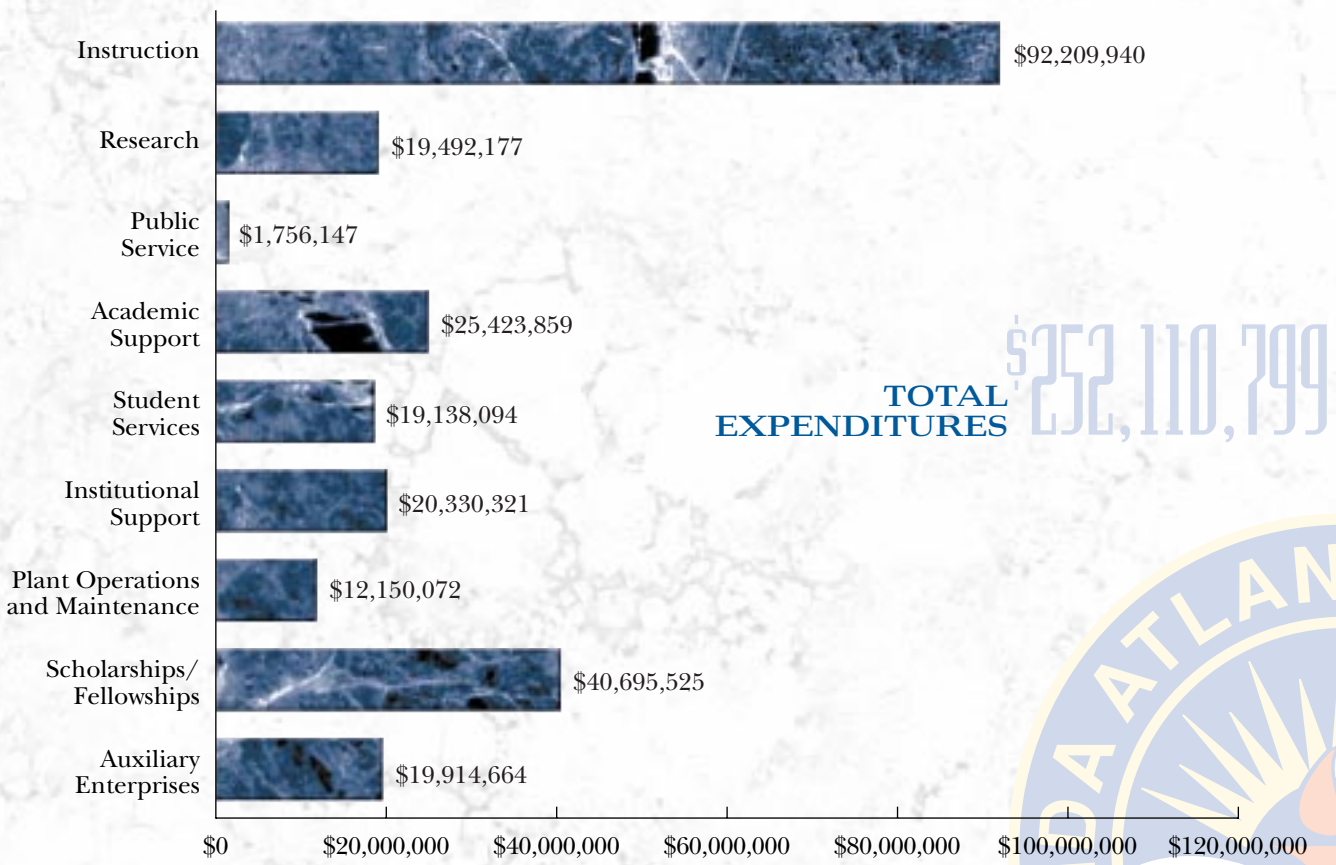 Instruction
$92,209,940
Research
$19,492,177
Public
Service
$1,756,147
Academic
Support
$25,423,859
Student
Services
$19,138,094
TOTAL
EXPENDITURES
$252,110,799
Institutional
Support
$20,330,321
Plant Operations
and Maintenance
$12,150,072
Scholarships/
Fellowships
$40,695,525
Auxiliary
Enterprises
$19,914,664
$0
$20,000,000
$40,000,000
$60,000,000
$80,000,000
$100,000,000
$120,000,000
DA ATLAN